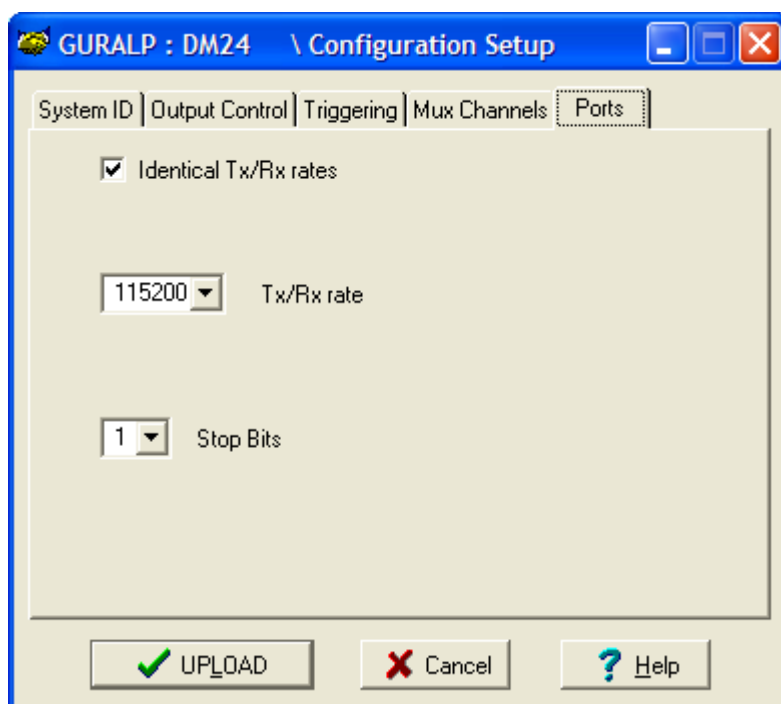 GURALP : DM24 \ Configuration Setup
System ID Output Control Triggering Mux Channels Ports
Identical Tx/Rx rates
115200 Tx/Rx rate
1 Stop Bits
UPLOAD Cancel ? Help